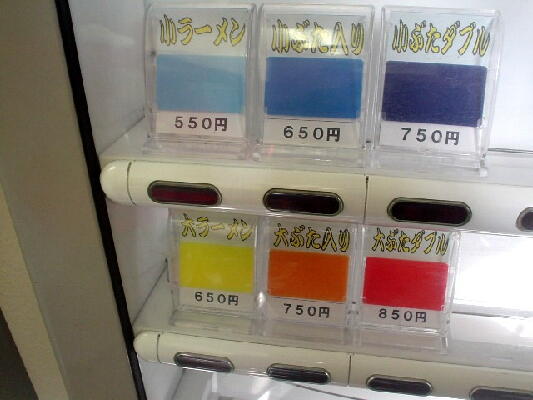 小ラーメン
550円
小ぶた入り
650円
小ぶたダブル
750円
大ラーメン
650円
大ぶた入り
750円
大ぶたダブル
850円